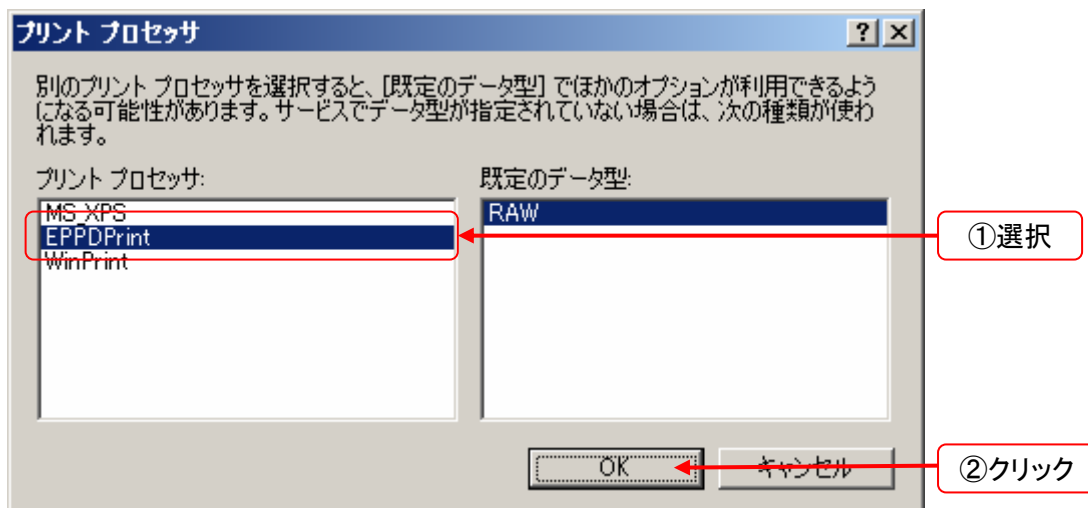 プリント プロセッサ
別のプリント プロセッサを選択すると、[既定のデータ型] でほかのオプションが利用できるよう
になる可能性があります。サービスでデータ型が指定されていない場合は、次の種類が使わ
れます。
プリント プロセッサ:
既定のデータ型:
MS_XPS
EPPDPrint
WinPrint
RAW
①選択
OK
キャンセル
②クリック